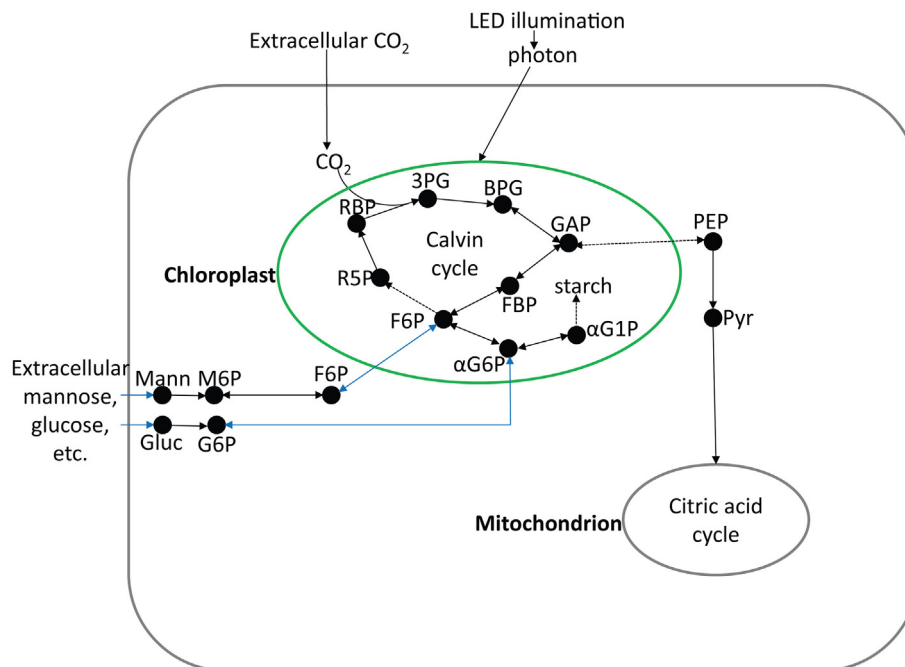 LED illumination
Extracellular CO₂
photon
CO₂
3PG
BPG
RBP
GAP
PEP
Calvin
cycle
Chloroplast
R5P
FBP
starch
F6P
αG1P
Pyr
αG6P
Extracellular
mannose,
glucose,
etc.
Mann
M6P
F6P
Gluc
G6P
Citric acid
cycle
Mitochondrion